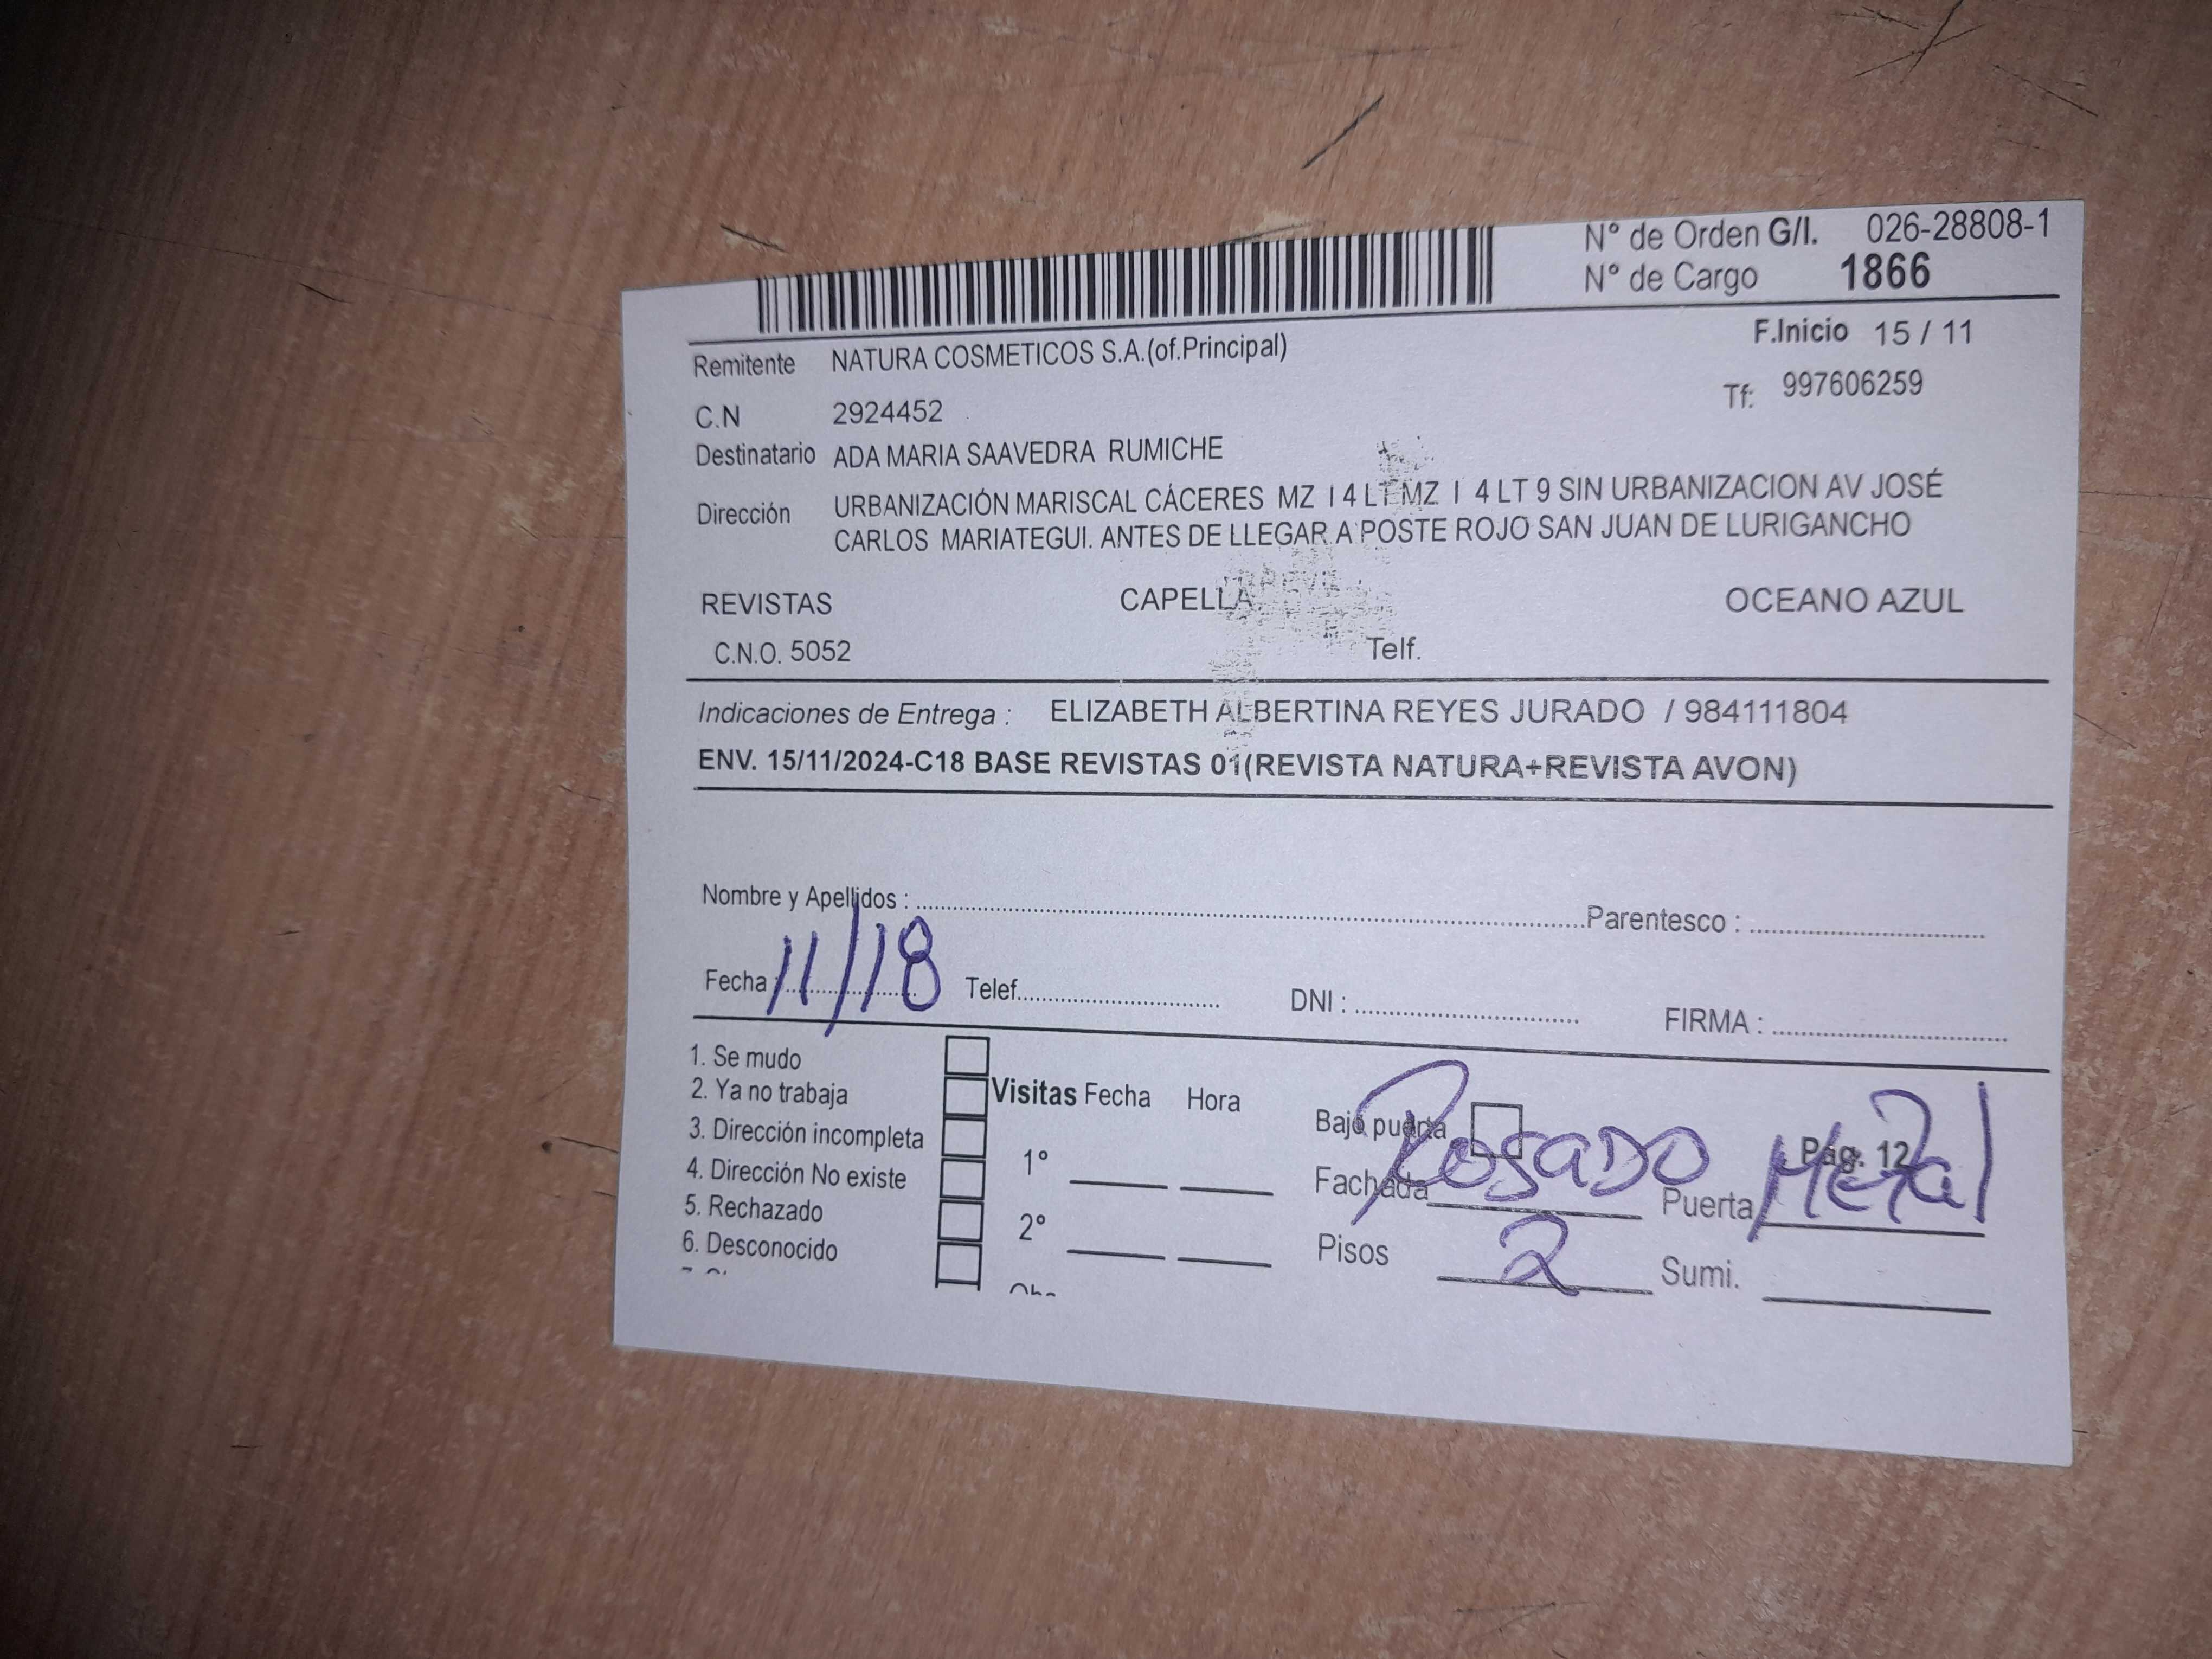 N° de Orden G/I. 026-28808-1
N° de Cargo 1866
F.Inicio 15 / 11
Remitente NATURA COSMETICOS S.A.(of.Principal)
Tf: 997606259
C.N 2924452
Destinatario ADA MARIA SAAVEDRA RUMICHE
Dirección URBANIZACIÓN MARISCAL CÁCERES MZ I 4 LT MZ I 4 LT 9 SIN URBANIZACION AV JOSÉ
CARLOS MARIATEGUI. ANTES DE LLEGAR A POSTE ROJO SAN JUAN DE LURIGANCHO
REVISTAS CAPELLA OCEANO AZUL
C.N.O. 5052 Telf.
Indicaciones de Entrega : ELIZABETH ALBERTINA REYES JURADO / 984111804
ENV. 15/11/2024-C18 BASE REVISTAS 01(REVISTA NATURA+REVISTA AVON)
Nombre y Apellidos : Parentesco :
Fecha : 11/18 Telef. DNI : FIRMA :
1. Se mudo
2. Ya no trabaja Visitas Fecha Hora Bajo puerta Pag. 12
3. Dirección incompleta
4. Dirección No existe 1° Fachada Rosado Puerta Metal
5. Rechazado
6. Desconocido 2° Pisos 2 Sumi.